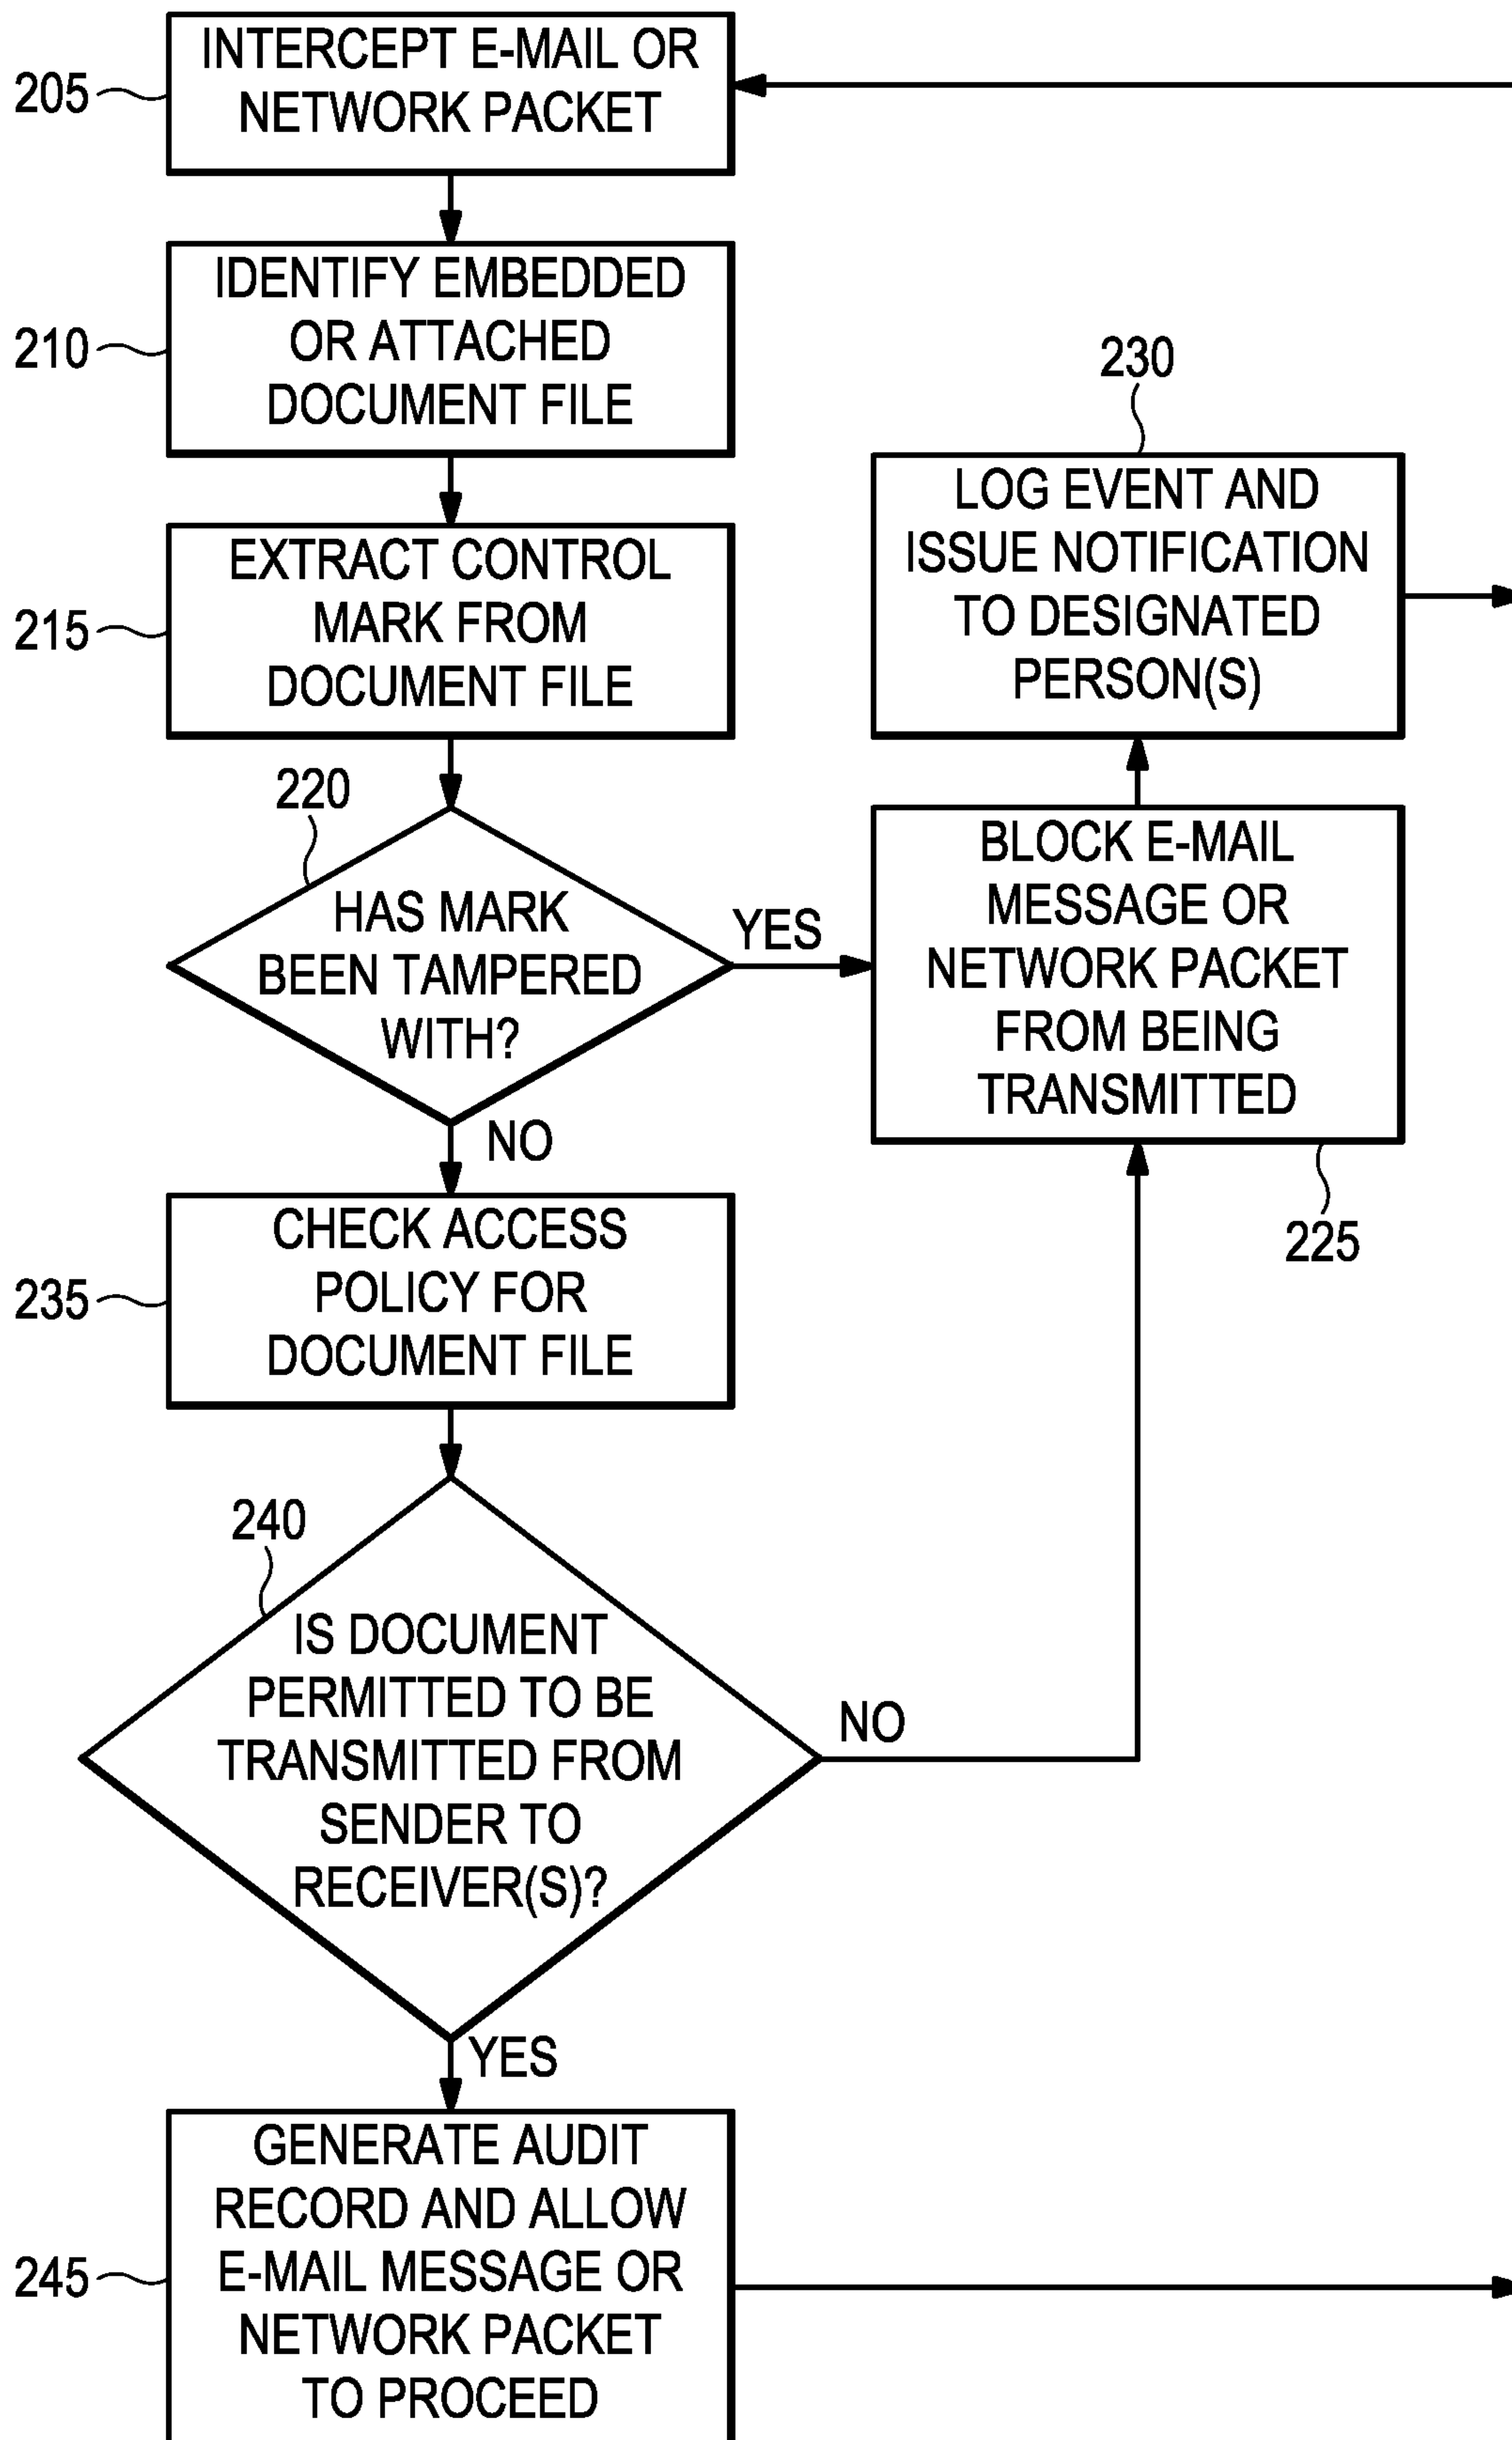 205
INTERCEPT E-MAIL OR
NETWORK PACKET
210
IDENTIFY EMBEDDED
OR ATTACHED
DOCUMENT FILE
215
EXTRACT CONTROL
MARK FROM
DOCUMENT FILE
220
HAS MARK
BEEN TAMPERED
WITH?
YES
NO
230
LOG EVENT AND
ISSUE NOTIFICATION
TO DESIGNATED
PERSON(S)
BLOCK E-MAIL
MESSAGE OR
NETWORK PACKET
FROM BEING
TRANSMITTED
225
235
CHECK ACCESS
POLICY FOR
DOCUMENT FILE
240
IS DOCUMENT
PERMITTED TO BE
TRANSMITTED FROM
SENDER TO
RECEIVER(S)?
NO
YES
245
GENERATE AUDIT
RECORD AND ALLOW
E-MAIL MESSAGE OR
NETWORK PACKET
TO PROCEED